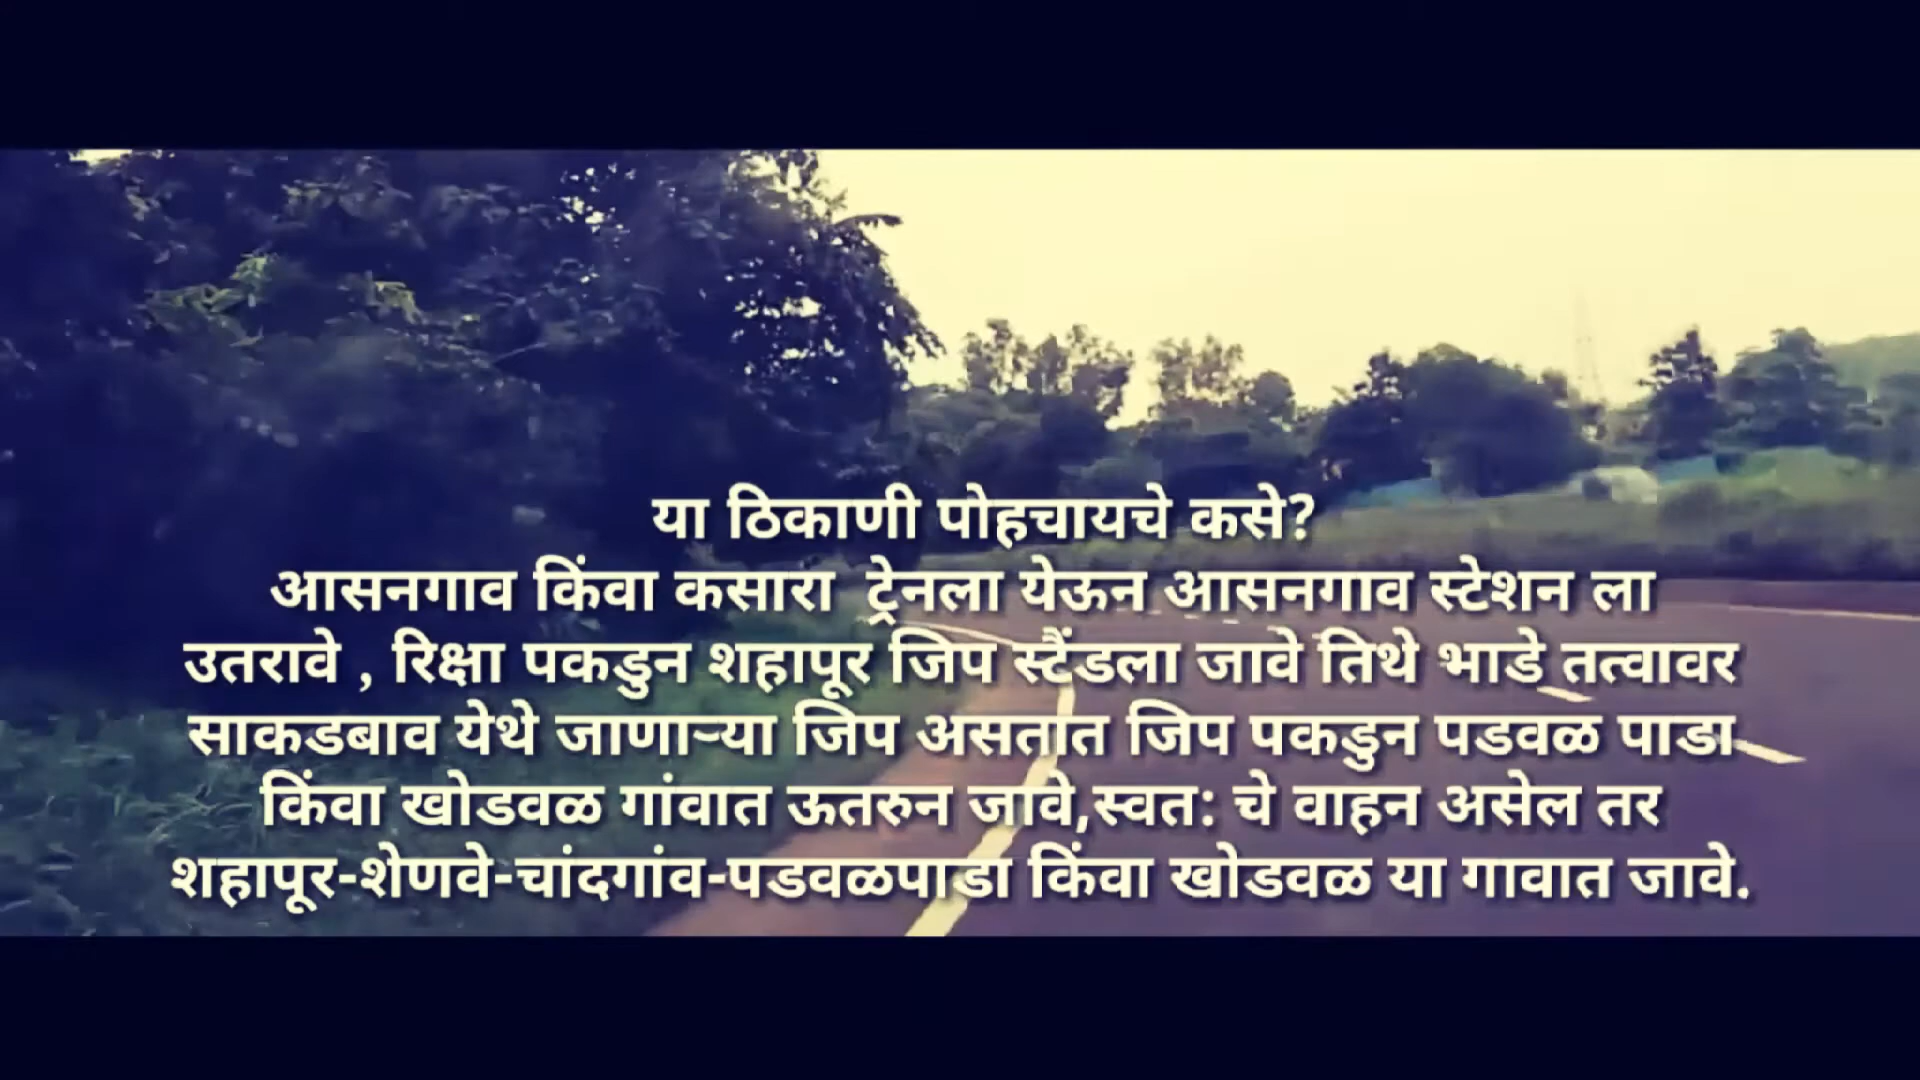 या ठिकाणी पोहचायचे कसे?
आसनगाव किंवा कसारा ट्रेनला येऊन आसनगाव स्टेशन ला
उतरावे , रिक्षा पकडुन शहापूर जिप स्टैंडला जावे तिथे भाडे तत्वावर
साकडबाव येथे जाणाऱ्या जिप असतात जिप पकडुन पडवळ पाडा
किंवा खोडवळ गांवात ऊतरुन जावे,स्वत: चे वाहन असेल तर
शहापूर-शेणवे-चांदगांव-पडवळपाडा किंवा खोडवळ या गावात जावे.